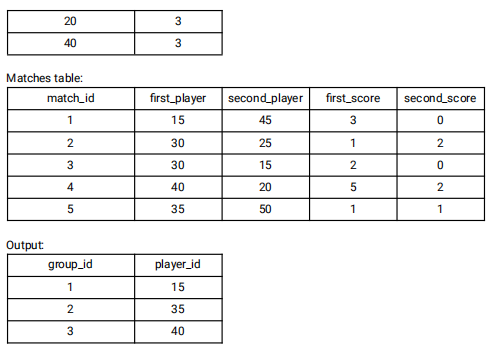 20 3
40 3
Matches table:
match_id first_player second_player first_score second_score
1 15 45 3 0
2 30 25 1 2
3 30 15 2 0
4 40 20 5 2
5 35 50 1 1
Output:
group_id player_id
1 15
2 35
3 40